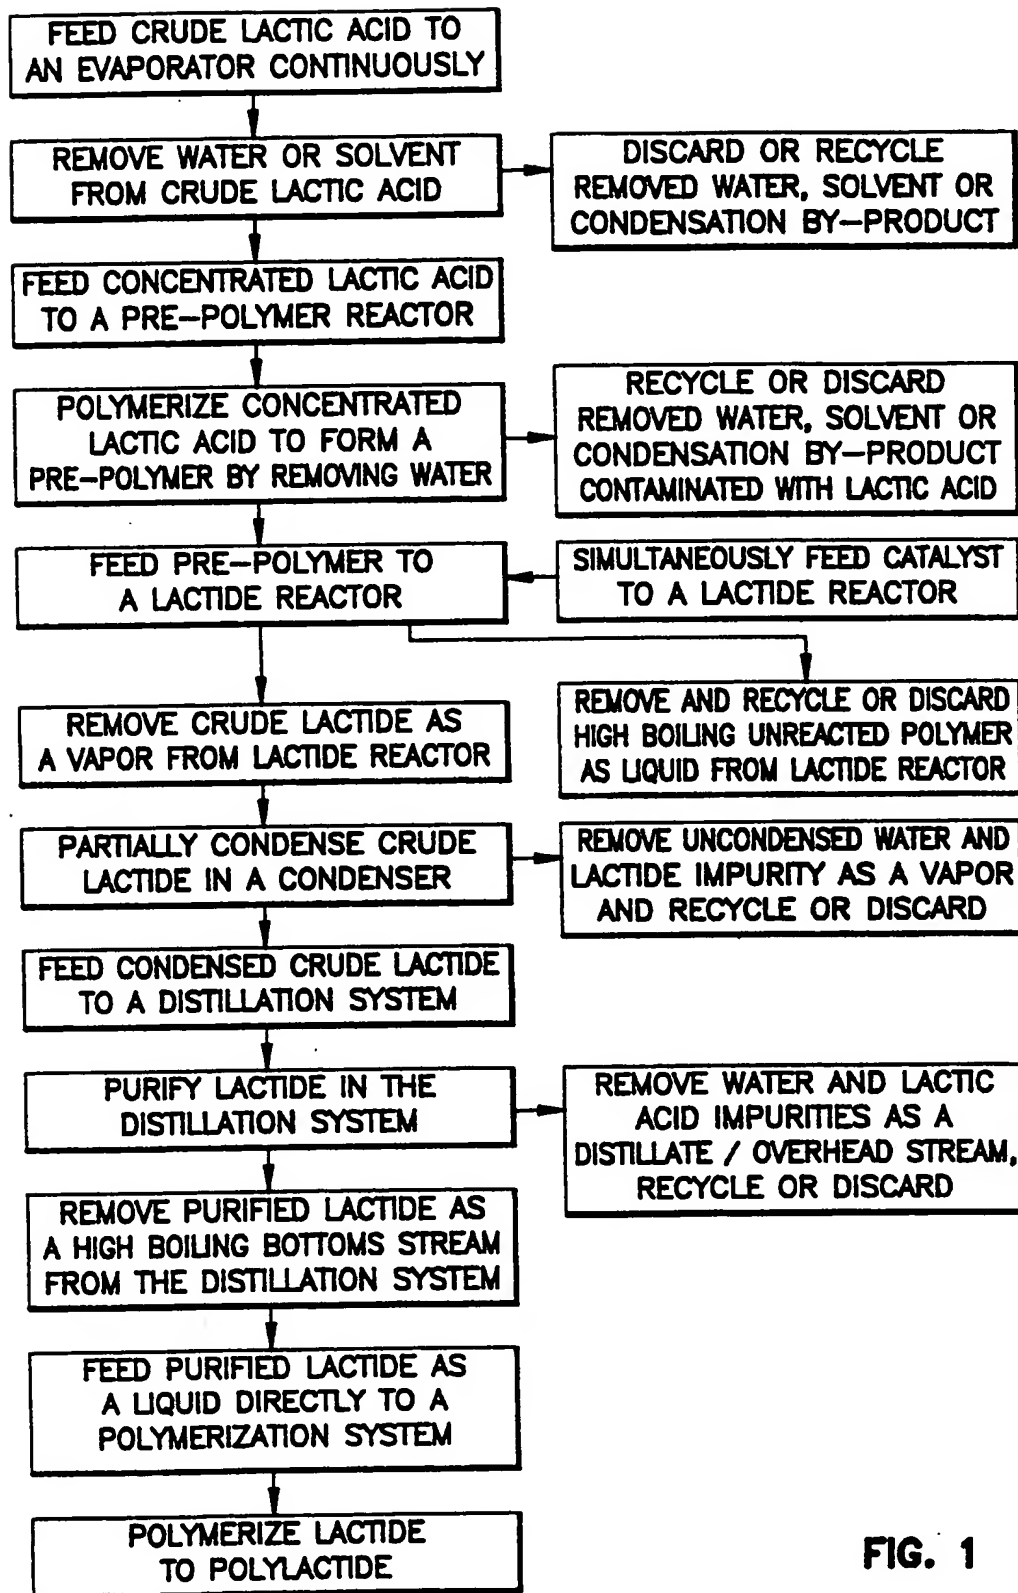 FEED CRUDE LACTIC ACID TO
AN EVAPORATOR CONTINUOUSLY
REMOVE WATER OR SOLVENT
FROM CRUDE LACTIC ACID
DISCARD OR RECYCLE
REMOVED WATER, SOLVENT OR
CONDENSATION BY—PRODUCT
FEED CONCENTRATED LACTIC ACID
TO A PRE—POLYMER REACTOR
POLYMERIZE CONCENTRATED
LACTIC ACID TO FORM A
PRE—POLYMER BY REMOVING WATER
RECYCLE OR DISCARD
REMOVED WATER, SOLVENT OR
CONDENSATION BY—PRODUCT
CONTAMINATED WITH LACTIC ACID
FEED PRE—POLYMER TO
A LACTIDE REACTOR
SIMULTANEOUSLY FEED CATALYST
TO A LACTIDE REACTOR
REMOVE CRUDE LACTIDE AS
A VAPOR FROM LACTIDE REACTOR
REMOVE AND RECYCLE OR DISCARD
HIGH BOILING UNREACTED POLYMER
AS LIQUID FROM LACTIDE REACTOR
PARTIALLY CONDENSE CRUDE
LACTIDE IN A CONDENSER
REMOVE UNCONDENSED WATER AND
LACTIDE IMPURITY AS A VAPOR
AND RECYCLE OR DISCARD
FEED CONDENSED CRUDE LACTIDE
TO A DISTILLATION SYSTEM
PURIFY LACTIDE IN THE
DISTILLATION SYSTEM
REMOVE WATER AND LACTIC
ACID IMPURITIES AS A
DISTILLATE / OVERHEAD STREAM,
RECYCLE OR DISCARD
REMOVE PURIFIED LACTIDE AS
A HIGH BOILING BOTTOMS STREAM
FROM THE DISTILLATION SYSTEM
FEED PURIFIED LACTIDE AS
A LIQUID DIRECTLY TO A
POLYMERIZATION SYSTEM
POLYMERIZE LACTIDE
TO POLYLACTIDE
FIG. 1